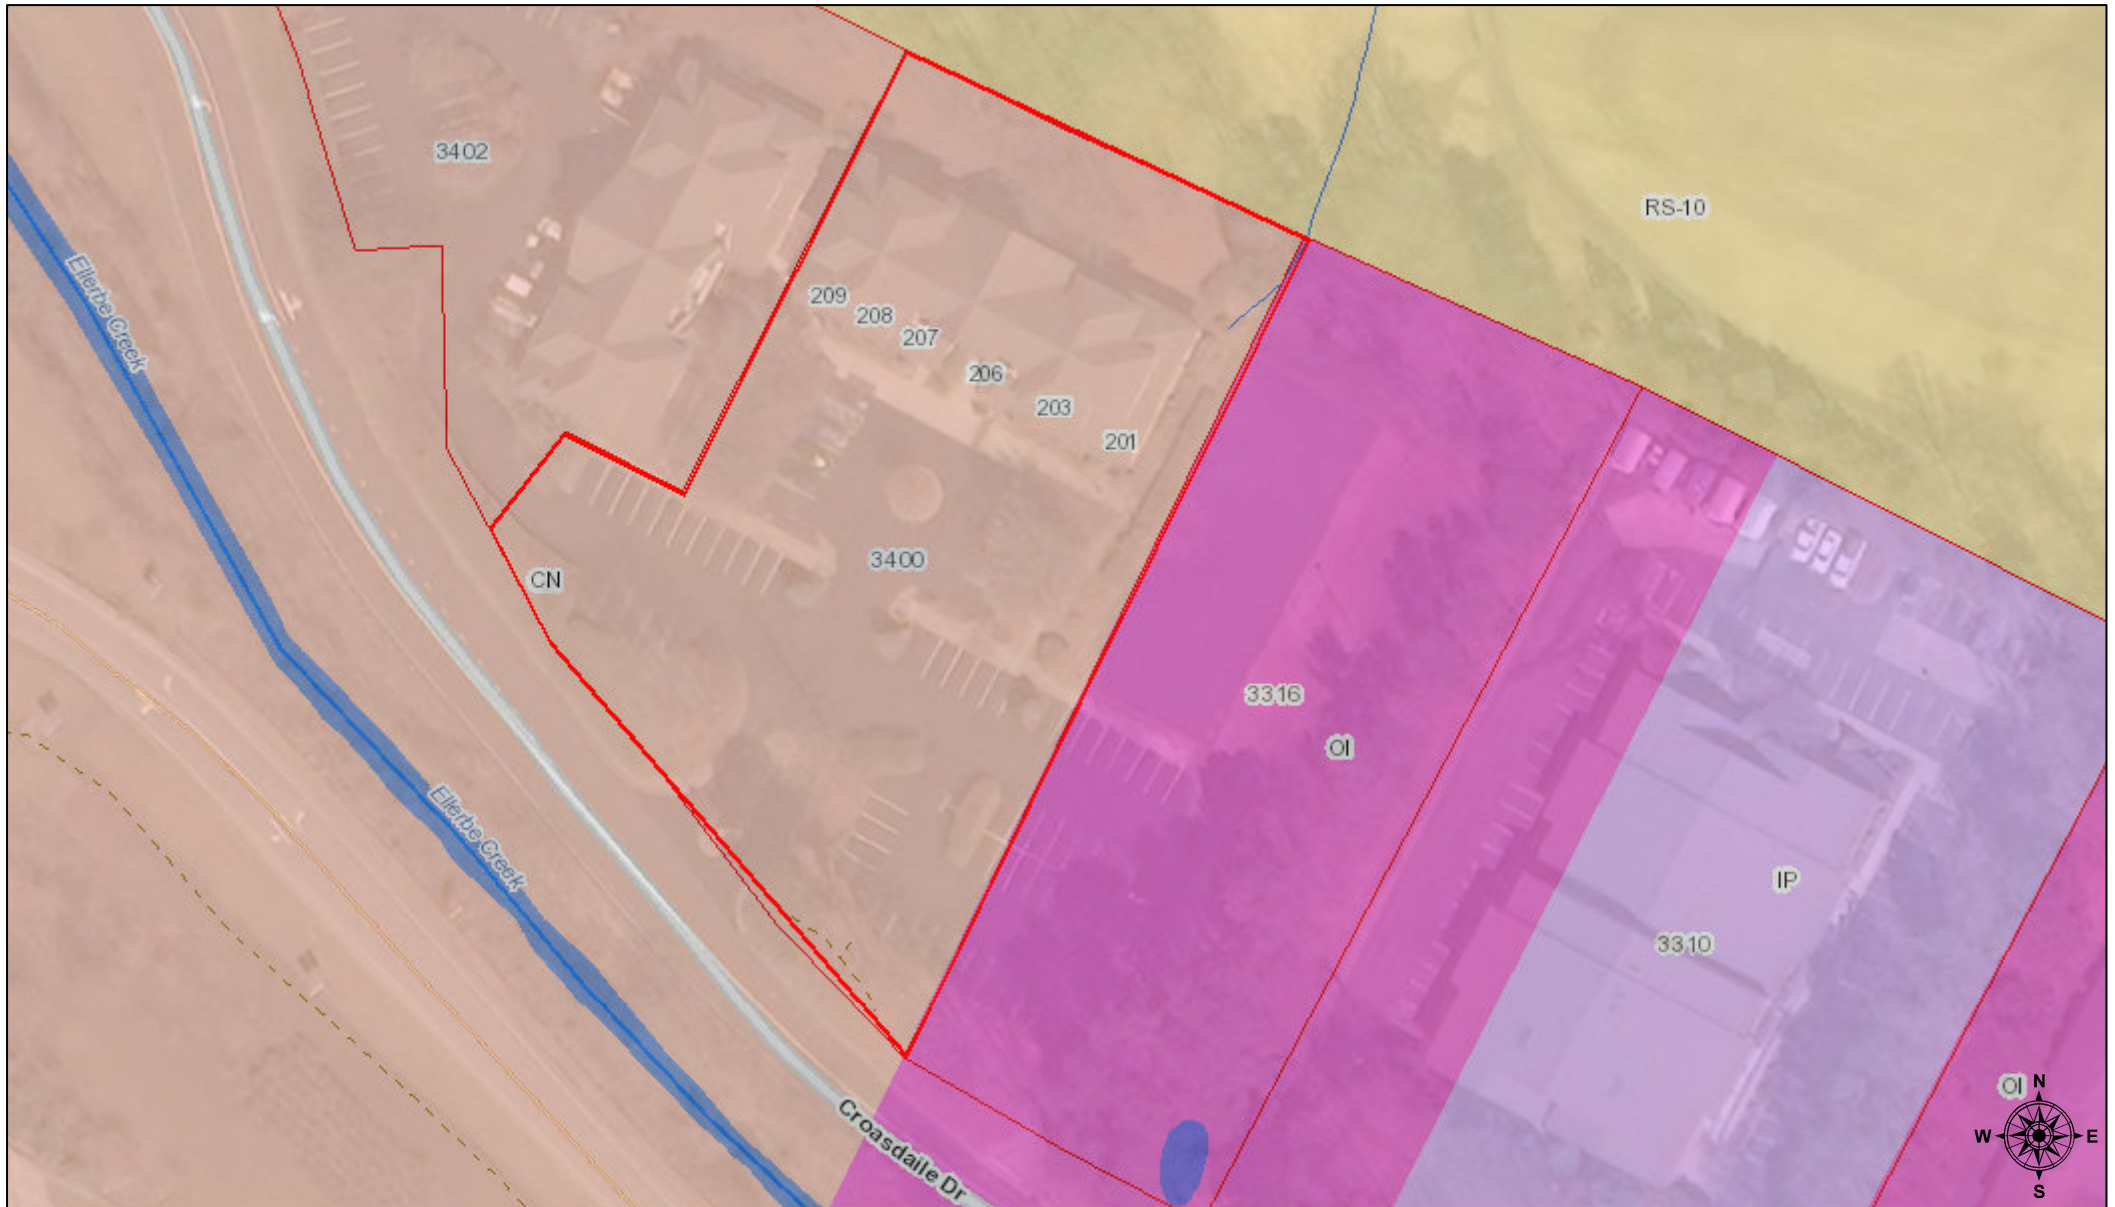 3402
RS-10
Ellerbe Creek
209
208
207
206
203
201
CN
3400
3316
OI
Ellerbe Creek
IP
3310
OI
N
W
E
S
Croasdaile Dr